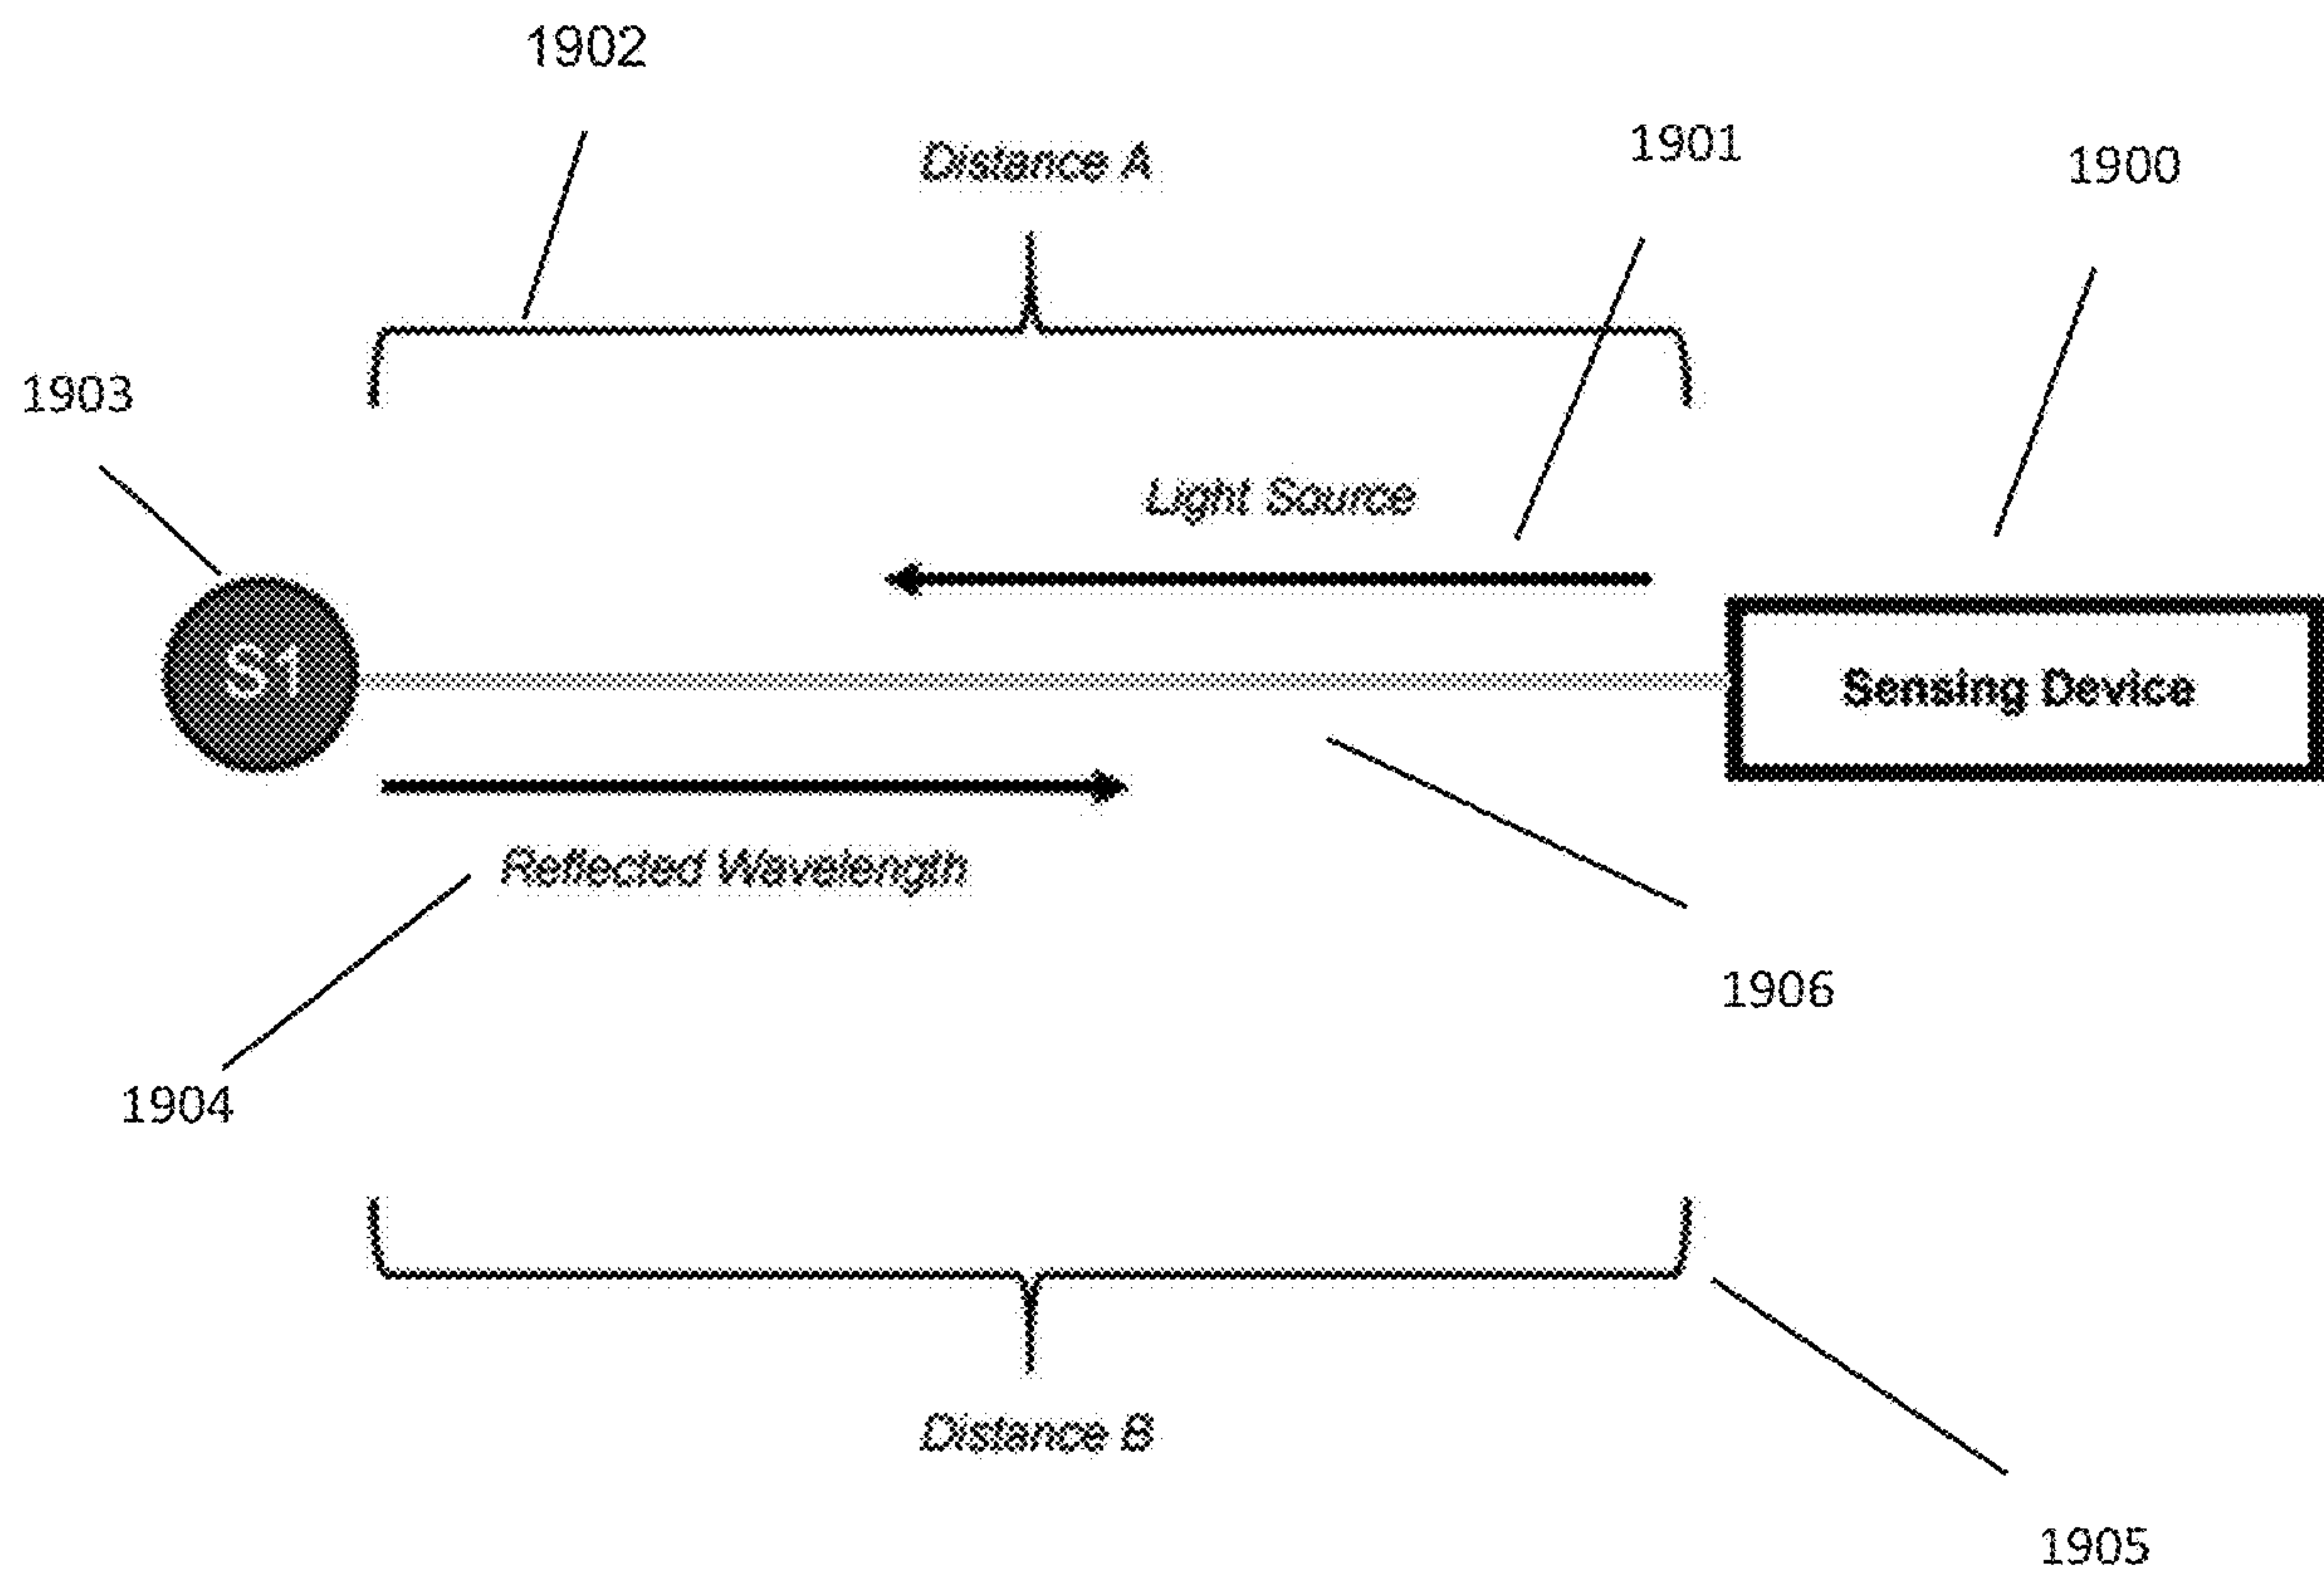 1902
Distance A
1901
1900
1903
Light Source
S1
Sensing Device
Reflected Wavelength
1906
1904
Distance B
1905